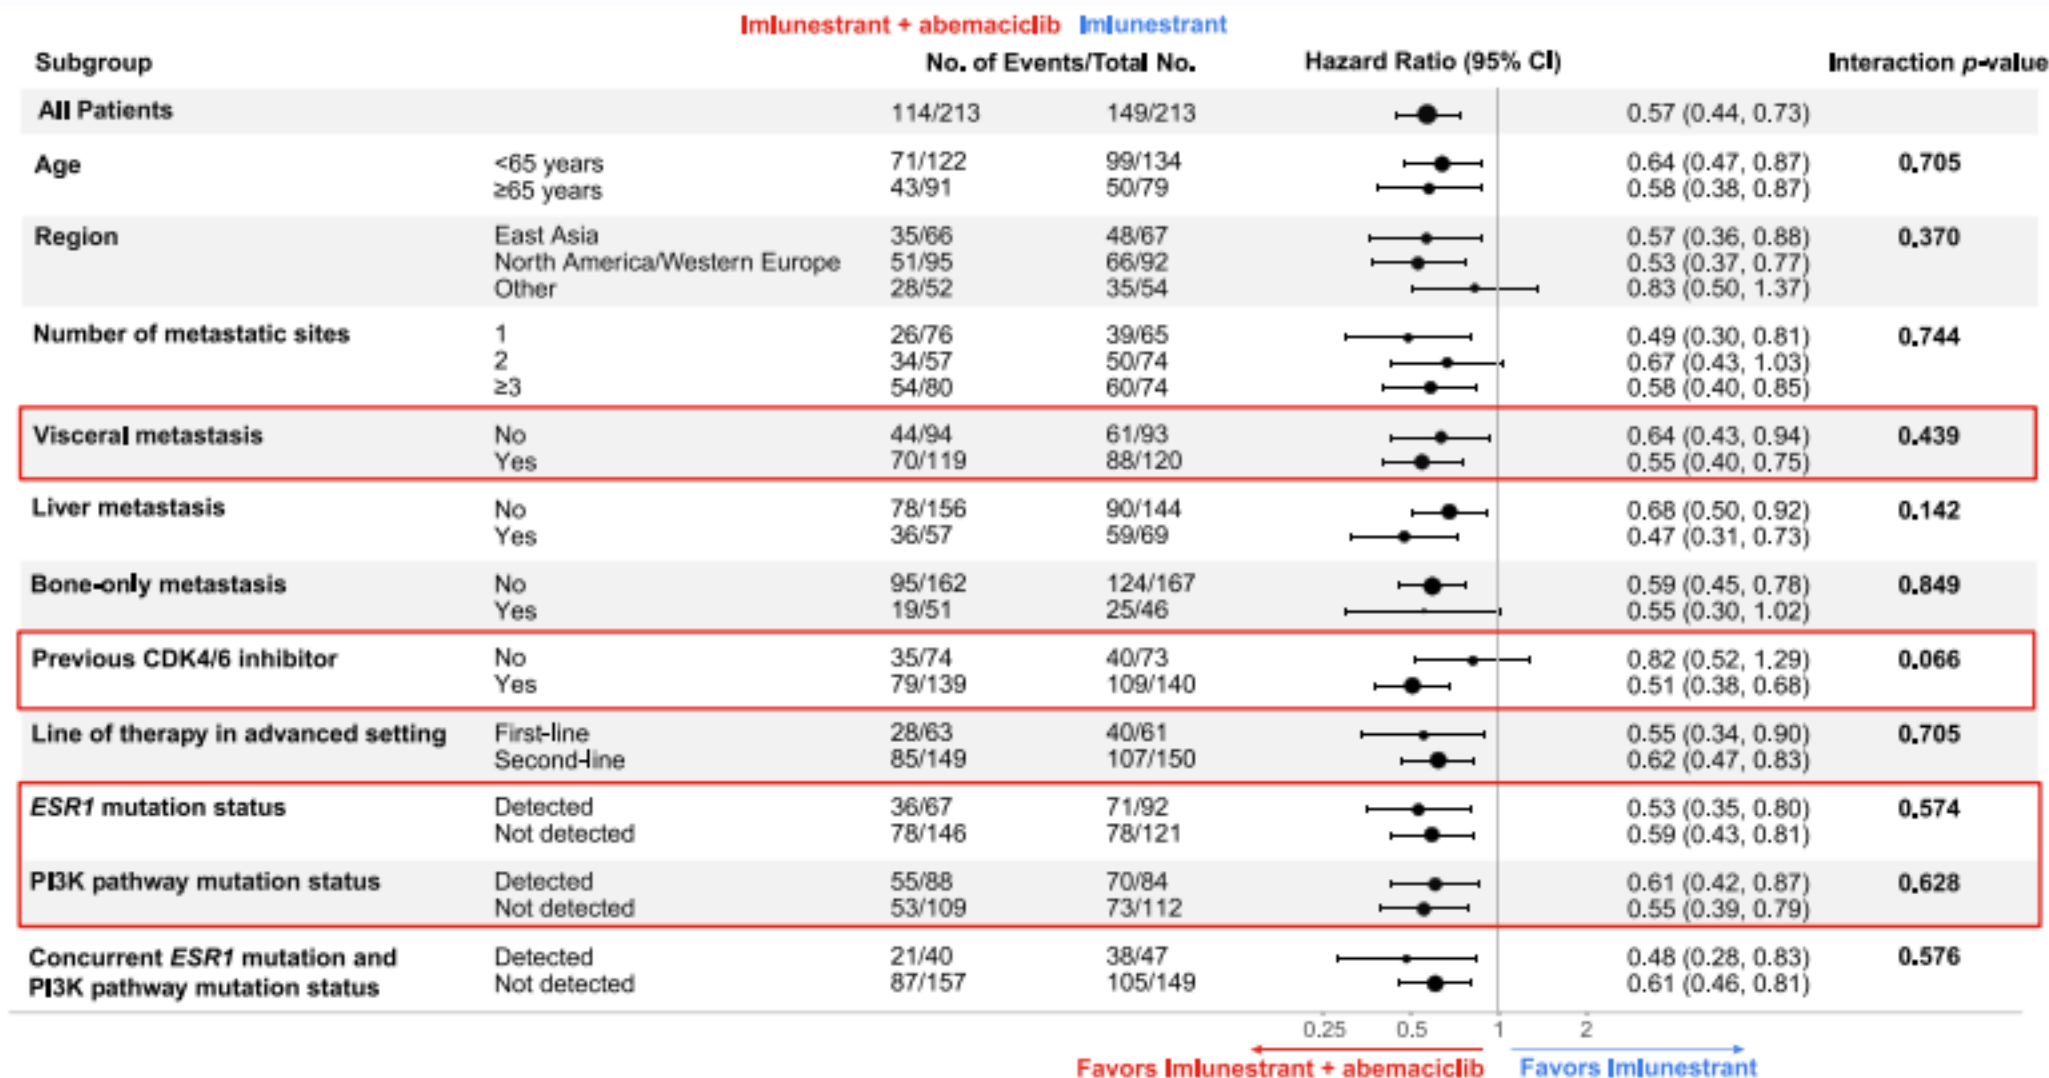 Imlunestrant + abemaciclib Imlunestrant
Subgroup No. of Events/Total No. Hazard Ratio (95% CI) Interaction p-value
All Patients 114/213 149/213 0.57 (0.44, 0.73)
Age <65 years 71/122 99/134 0.64 (0.47, 0.87) 0.705
≥65 years 43/91 50/79 0.58 (0.38, 0.87)
Region East Asia 35/66 48/67 0.57 (0.36, 0.88) 0.370
North America/Western Europe 51/95 66/92 0.53 (0.37, 0.77)
Other 28/52 35/54 0.83 (0.50, 1.37)
Number of metastatic sites 1 26/76 39/65 0.49 (0.30, 0.81) 0.744
2 34/57 50/74 0.67 (0.43, 1.03)
≥3 54/80 60/74 0.58 (0.40, 0.85)
Visceral metastasis No 44/94 61/93 0.64 (0.43, 0.94) 0.439
Yes 70/119 88/120 0.55 (0.40, 0.75)
Liver metastasis No 78/156 90/144 0.68 (0.50, 0.92) 0.142
Yes 36/57 59/69 0.47 (0.31, 0.73)
Bone-only metastasis No 95/162 124/167 0.59 (0.45, 0.78) 0.849
Yes 19/51 25/46 0.55 (0.30, 1.02)
Previous CDK4/6 inhibitor No 35/74 40/73 0.82 (0.52, 1.29) 0.066
Yes 79/139 109/140 0.51 (0.38, 0.68)
Line of therapy in advanced setting First-line 28/63 40/61 0.55 (0.34, 0.90) 0.705
Second-line 85/149 107/150 0.62 (0.47, 0.83)
ESR1 mutation status Detected 36/67 71/92 0.53 (0.35, 0.80) 0.574
Not detected 78/146 78/121 0.59 (0.43, 0.81)
PI3K pathway mutation status Detected 55/88 70/84 0.61 (0.42, 0.87) 0.628
Not detected 53/109 73/112 0.55 (0.39, 0.79)
Concurrent ESR1 mutation and Detected 21/40 38/47 0.48 (0.28, 0.83) 0.576
PI3K pathway mutation status Not detected 87/157 105/149 0.61 (0.46, 0.81)
0.25 0.5 1 2
Favors Imlunestrant + abemaciclib Favors Imlunestrant